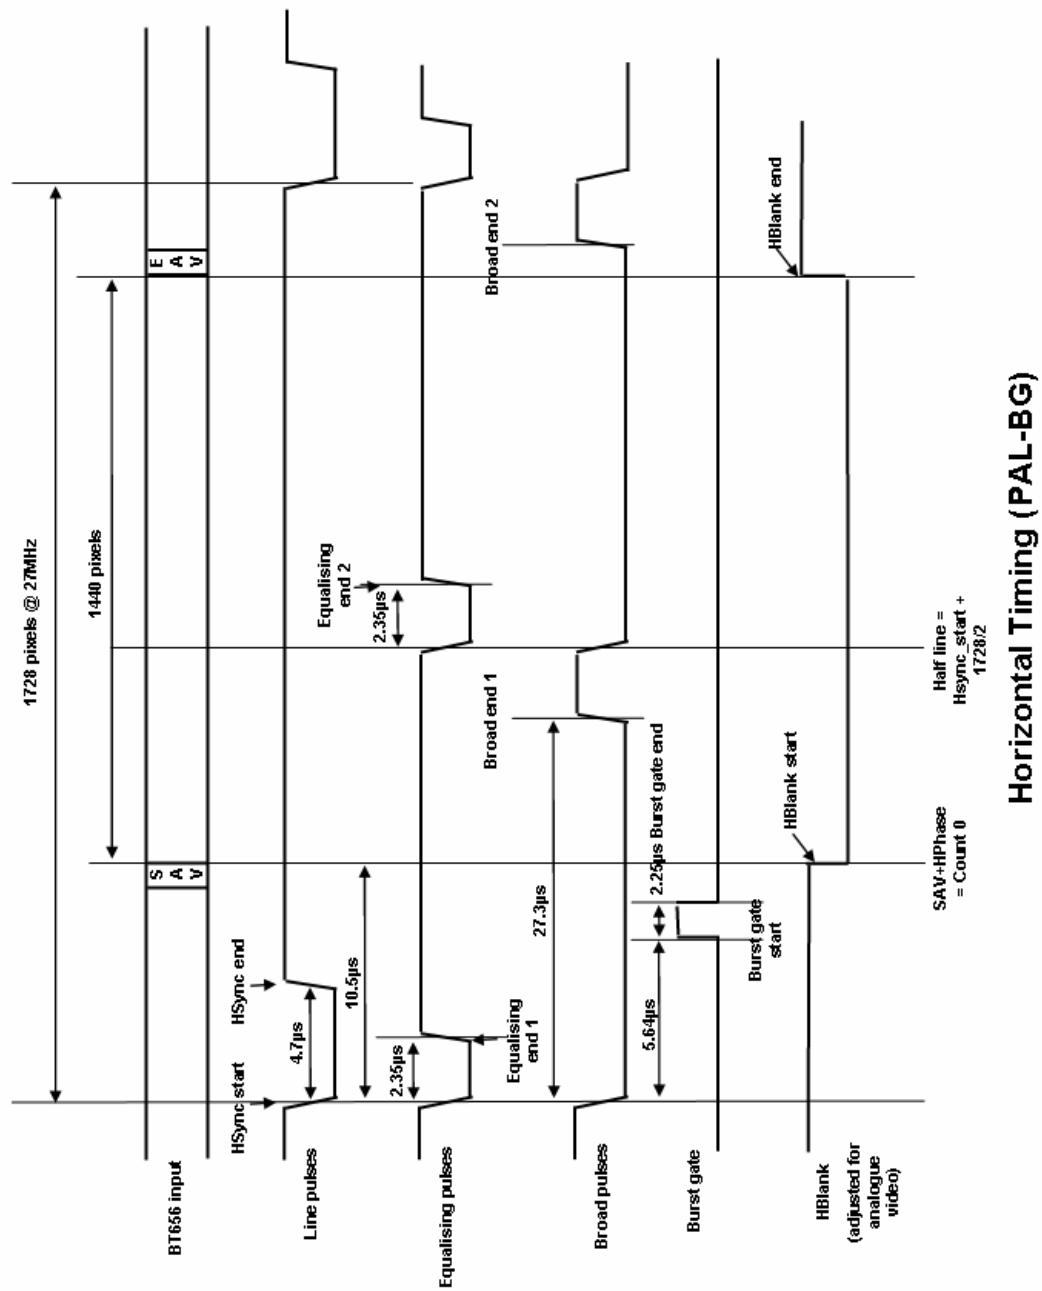 1728 pixels @ 27MHz
1440 pixels
BT656 input
S
A
V
E
A
V
HSync start
HSync end
Line pulses
4.7µs
10.5µs
Equalising pulses
2.35µs
Equalising
end 1
2.35µs
Equalising
end 2
Broad pulses
27.3µs
Broad end 1
Broad end 2
Burst gate
5.64µs
2.25µs Burst gate end
Burst gate
start
HBlank
(adjusted for
analogue
video)
HBlank start
HBlank end
SAV+HPhase
= Count 0
Half line =
Hsync_start +
1728/2
Horizontal Timing (PAL-BG)